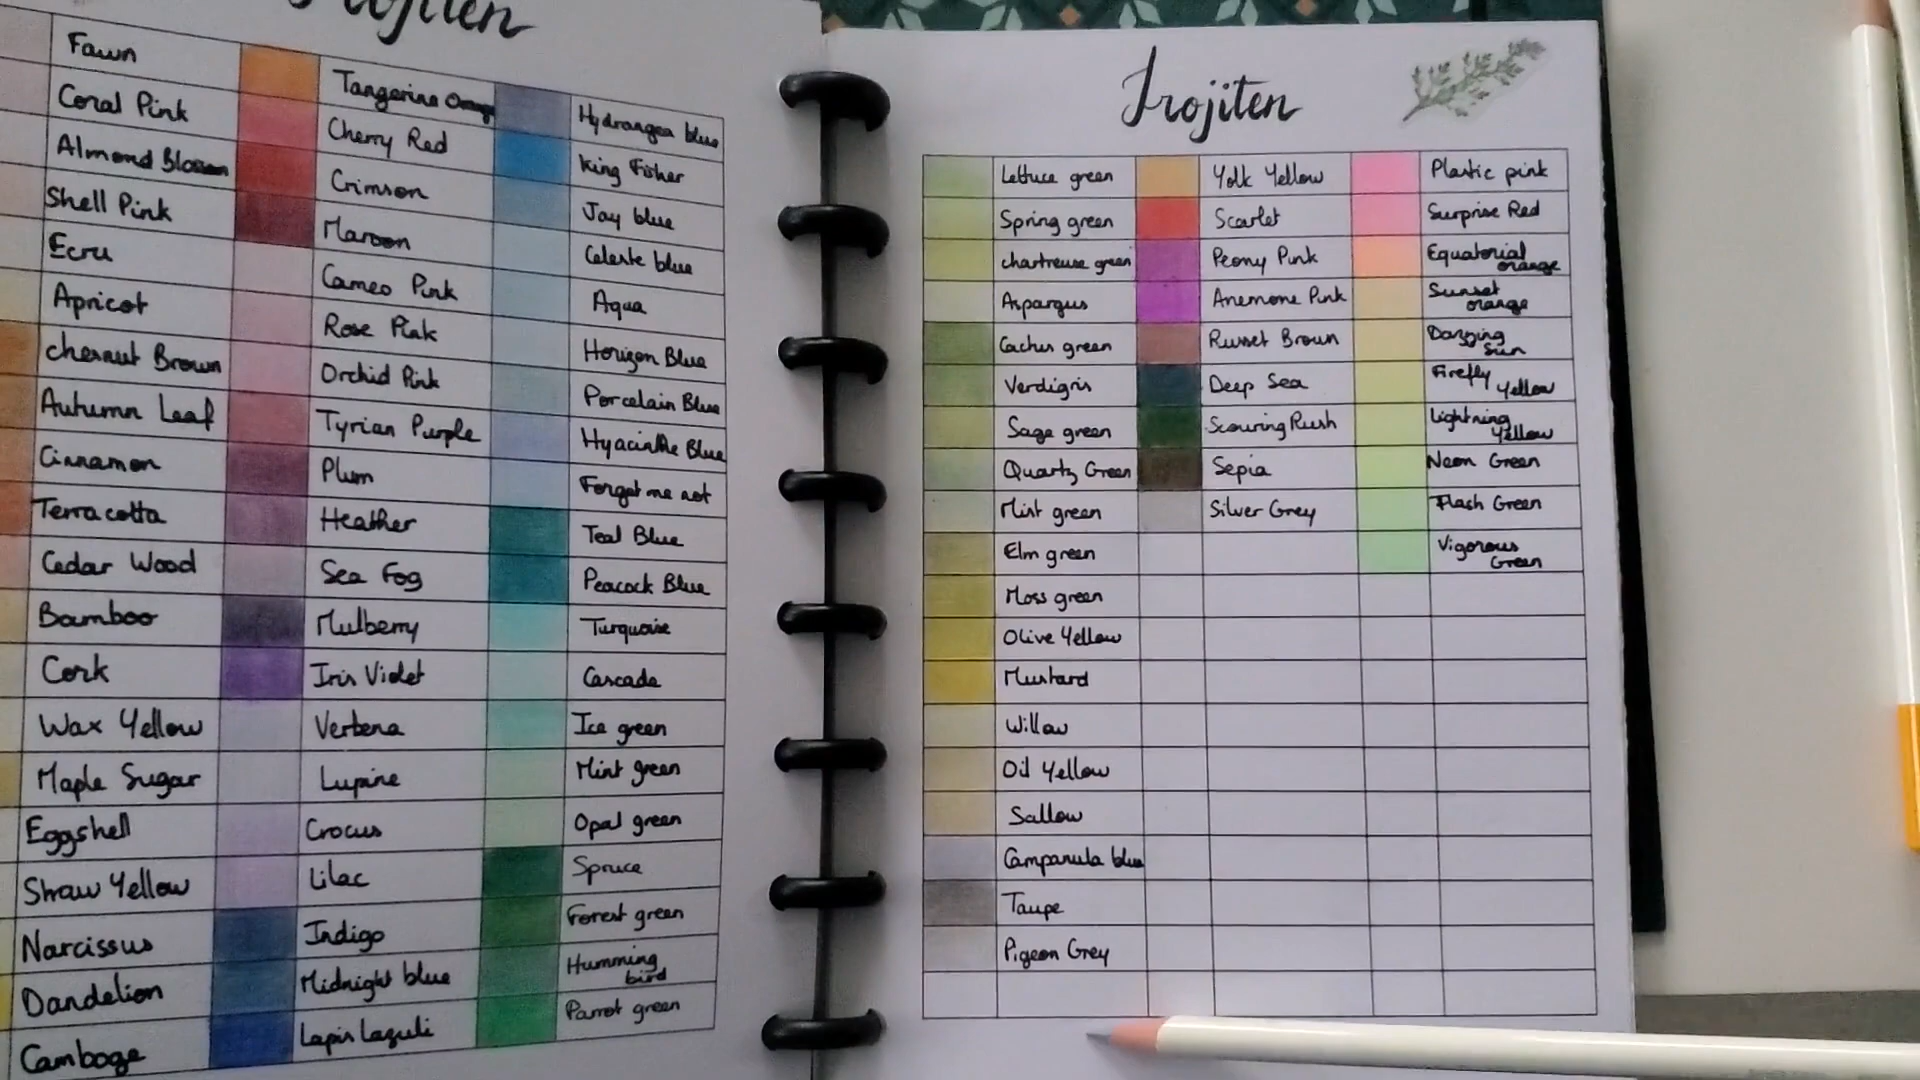 Irojiten
Fawn
Coral Pink
Almond Blossom
Shell Pink
Ecru
Apricot
chesnut Brown
Autumn Leaf
Cinnamon
Terracotta
Cedar Wood
Bamboo
Cork
Wax Yellow
Maple Sugar
Eggshell
Straw Yellow
Narcissus
Dandelion
Camboge
Tangerine Orange
Cherry Red
Crimson
Maroon
Cameo Pink
Rose Pink
Orchid Pink
Tyrian Purple
Plum
Heather
Sea Fog
Mulberry
Iris Violet
Verbena
Lupine
Crocus
Lilac
Indigo
Midnight blue
Lapis Lazuli
Hydrangea blue
King Fisher
Jay blue
Celeste blue
Aqua
Horizon Blue
Porcelain Blue
Hyacinthe Blue
Forget me not
Teal Blue
Peacock Blue
Turquoise
Cascade
Ice green
Mint green
Opal green
Spruce
Forest green
Humming
bird
Parrot green
Irojiten
Lettuce green
Spring green
chartreuse green
Aspargus
Cactus green
Verdigris
Sage green
Quartz Green
Mint green
Elm green
Moss green
Olive Yellow
Mustard
Willow
Oil Yellow
Sallow
Campanula blue
Taupe
Pigeon Grey
Yolk Yellow
Scarlet
Peony Pink
Anemone Pink
Russet Brown
Deep Sea
Scouring Rush
Sepia
Silver Grey
Plastic pink
Surprise Red
Equatorial
orange
Sunset
orange
Dazzing
Sun
Firefly
Yellow
Lightning
Yellow
Neon Green
Flash Green
Vigorous
Green